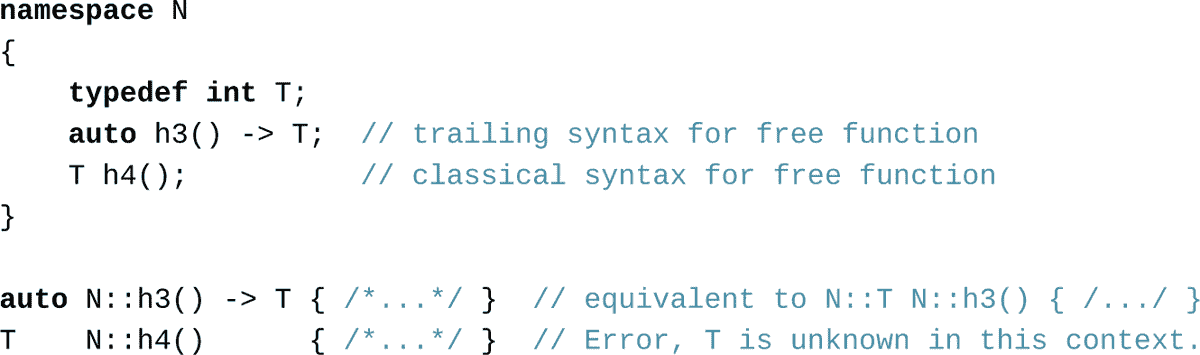 namespace N
{
    typedef int T;
    auto h3() -> T;  // trailing syntax for free function
    T h4();          // classical syntax for free function
}

auto N::h3() -> T { /*...*/ }  // equivalent to N::T N::h3() { /.../ }
T    N::h4()      { /*...*/ }  // Error, T is unknown in this context.